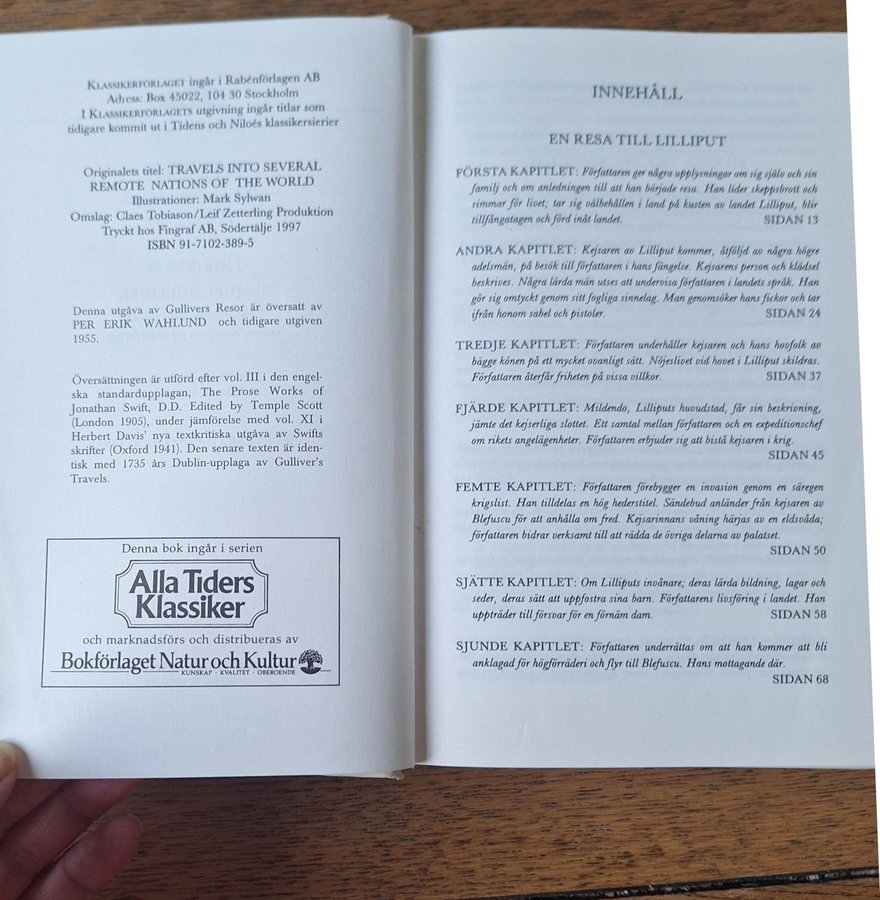 KLASSIKERFÖRLAGET ingår i Rabénförlagen AB
Adress: Box 45022, 104 30 Stockholm
I KLASSIKERFÖRLAGETS utgivning ingår titlar som
tidigare kommit ut i Tidens och Niloés klassikerserier
Originalets titel: TRAVELS INTO SEVERAL
REMOTE NATIONS OF THE WORLD
Illustrationer: Mark Sylwan
Omslag: Claes Tobiason/Leif Zetterling Produktion
Tryckt hos Fingraf AB, Södertälje 1997
ISBN 91-7102-389-5
Denna utgåva av Gullivers Resor är översatt av
PER ERIK WAHLUND och tidigare utgiven
1955.
Översättningen är utförd efter vol. III i den engel-
ska standardupplagan, The Prose Works of
Jonathan Swift, D.D. Edited by Temple Scott
(London 1905), under jämförelse med vol. XI i
Herbert Davis' nya textkritiska utgåva av Swifts
skrifter (Oxford 1941). Den senare texten är iden-
tisk med 1735 års Dublin-upplaga av Gulliver's
Travels.
Denna bok ingår i serien
Alla Tiders
Klassiker
och marknadsförs och distribueras av
Bokförlaget Natur och Kultur
KUNSKAP · KVALITET · OBEROENDE
INNEHÅLL
EN RESA TILL LILLIPUT
FÖRSTA KAPITLET: Författaren ger några upplysningar om sig själv och sin
familj och om anledningen till att han började resa. Han lider skeppsbrott och
simmar för livet; tar sig välbehållen i land på kusten av landet Lilliput, blir
tillfångatagen och förd inåt landet. SIDAN 13
ANDRA KAPITLET: Kejsaren av Lilliput kommer, åtföljd av några högre
adelsmän, på besök till författaren i hans fängelse. Kejsarens person och klädsel
beskrives. Några lärda män utses att undervisa författaren i landets språk. Han
gör sig omtyckt genom sitt fogliga sinnelag. Man genomsöker hans fickor och tar
ifrån honom sabel och pistoler. SIDAN 24
TREDJE KAPITLET: Författaren underhåller kejsaren och hans hovfolk av
bägge könen på ett mycket ovanligt sätt. Nöjeslivet vid hovet i Lilliput skildras.
Författaren återfår friheten på vissa villkor. SIDAN 37
FJÄRDE KAPITLET: Mildendo, Lilliputs huvudstad, får sin beskrivning,
jämte det kejserliga slottet. Ett samtal mellan författaren och en expeditionschef
om rikets angelägenheter. Författaren erbjuder sig att bistå kejsaren i krig.
SIDAN 45
FEMTE KAPITLET: Författaren förebygger en invasion genom en säregen
krigslist. Han tilldelas en hög hederstitel. Sändebud anländer från kejsaren av
Blefuscu för att anhålla om fred. Kejsarinnans våning härjas av en eldsvåda;
författaren bidrar verksamt till att rädda de övriga delarna av palatset.
SIDAN 50
SJÄTTE KAPITLET: Om Lilliputs invånare; deras lärda bildning, lagar och
seder, deras sätt att uppfostra sina barn. Författarens livsföring i landet. Han
uppträder till försvar för en förnäm dam. SIDAN 58
SJUNDE KAPITLET: Författaren underrättas om att han kommer att bli
anklagad för högförräderi och flyr till Blefuscu. Hans mottagande där.
SIDAN 68